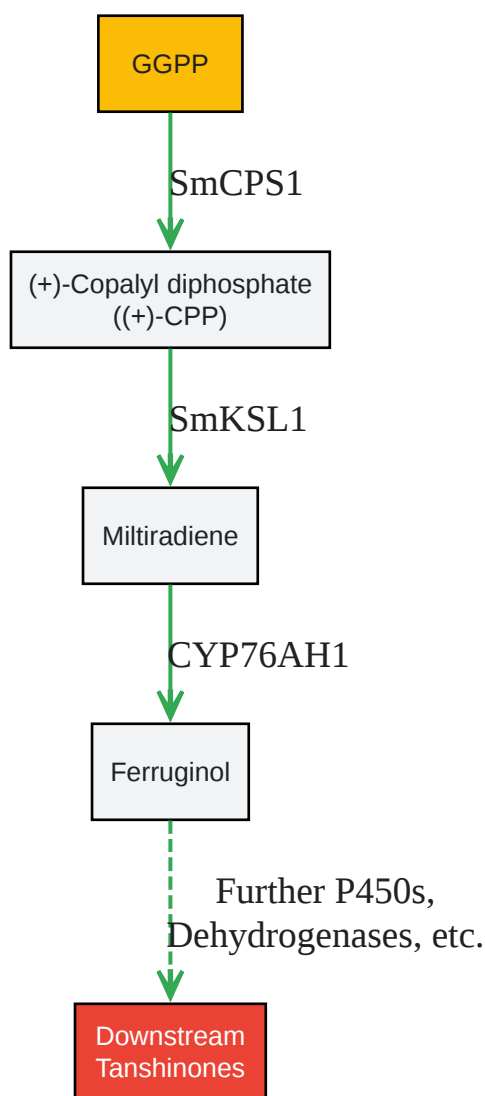 GGPP
SmCPS1
(+)-Copalyl diphosphate
((+)-CPP)
SmKSL1
Miltiradiene
CYP76AH1
Ferruginol
Further P450s,
Dehydrogenases, etc.
Downstream
Tanshinones